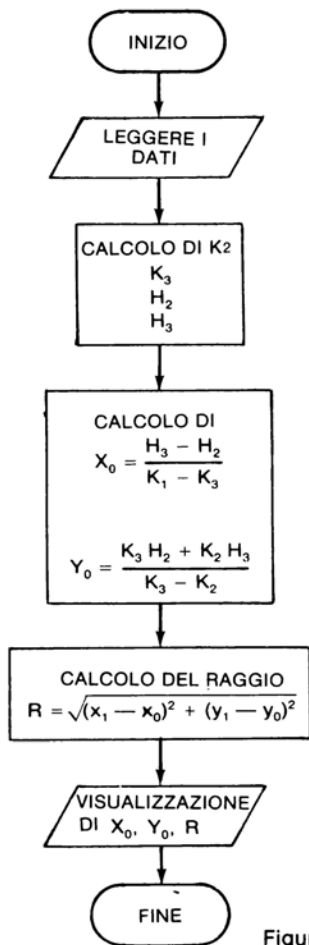 INIZIO
LEGGERE I
DATI
CALCOLO DI K2
K₃
H₂
H₃
CALCOLO DI
X₀ = (H₃ − H₂) / (K₁ − K₃)
Y₀ = (K₃ H₂ + K₂ H₃) / (K₃ − K₂)
CALCOLO DEL RAGGIO
R = √(x₁ — x₀)² + (y₁ — y₀)²
VISUALIZZAZIONE
DI X₀, Y₀, R
FINE